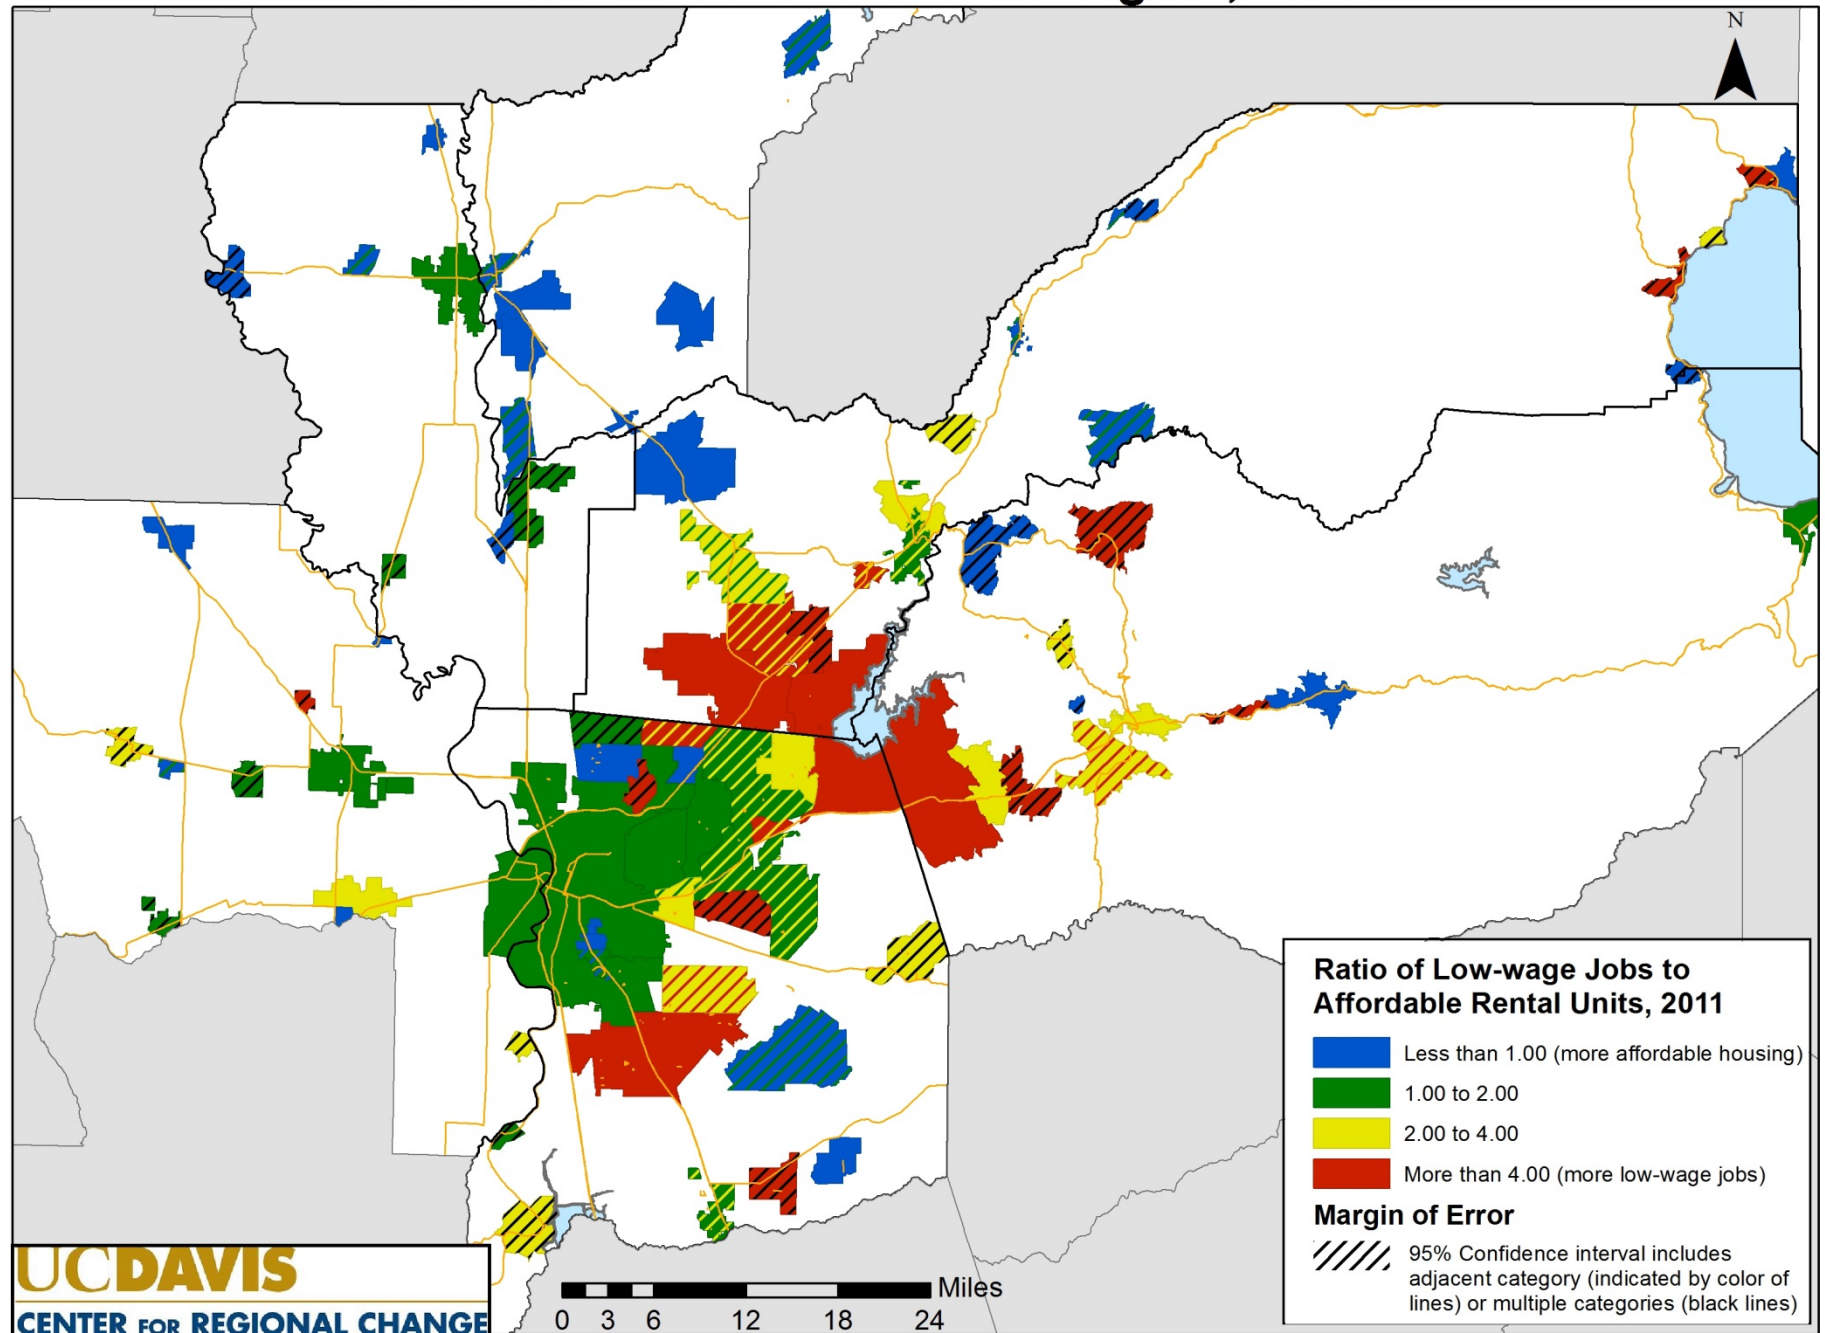 N
Ratio of Low-wage Jobs to
Affordable Rental Units, 2011
Less than 1.00 (more affordable housing)
1.00 to 2.00
2.00 to 4.00
More than 4.00 (more low-wage jobs)
Margin of Error
95% Confidence interval includes
adjacent category (indicated by color of
lines) or multiple categories (black lines)
UCDAVIS
CENTER FOR REGIONAL CHANGE
Miles
0 3 6 12 18 24